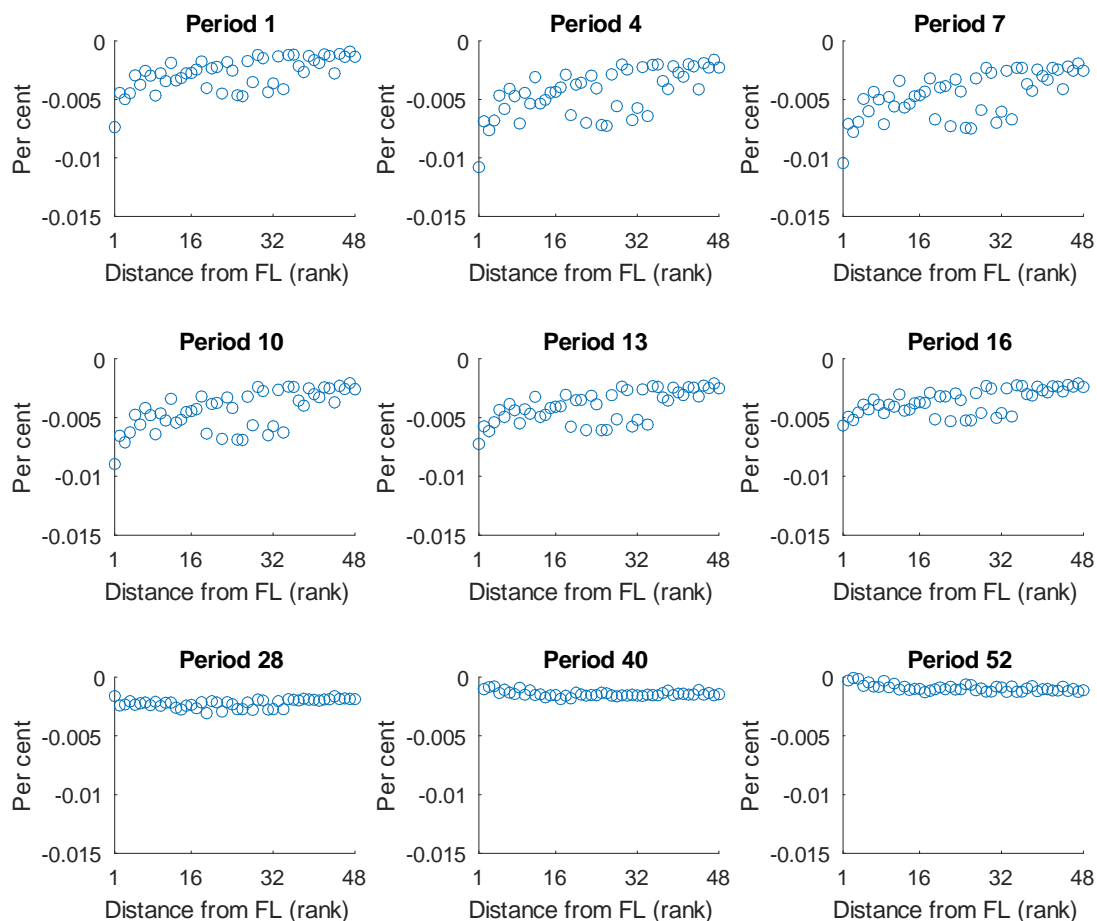 Period 1
Period 4
Period 7
0
-0.005
-0.01
-0.015
Per cent
1 16 32 48
Distance from FL (rank)
0
-0.005
-0.01
-0.015
Per cent
1 16 32 48
Distance from FL (rank)
0
-0.005
-0.01
-0.015
Per cent
1 16 32 48
Distance from FL (rank)
Period 10
Period 13
Period 16
0
-0.005
-0.01
-0.015
Per cent
1 16 32 48
Distance from FL (rank)
0
-0.005
-0.01
-0.015
Per cent
1 16 32 48
Distance from FL (rank)
0
-0.005
-0.01
-0.015
Per cent
1 16 32 48
Distance from FL (rank)
Period 28
Period 40
Period 52
0
-0.005
-0.01
-0.015
Per cent
1 16 32 48
Distance from FL (rank)
0
-0.005
-0.01
-0.015
Per cent
1 16 32 48
Distance from FL (rank)
0
-0.005
-0.01
-0.015
Per cent
1 16 32 48
Distance from FL (rank)